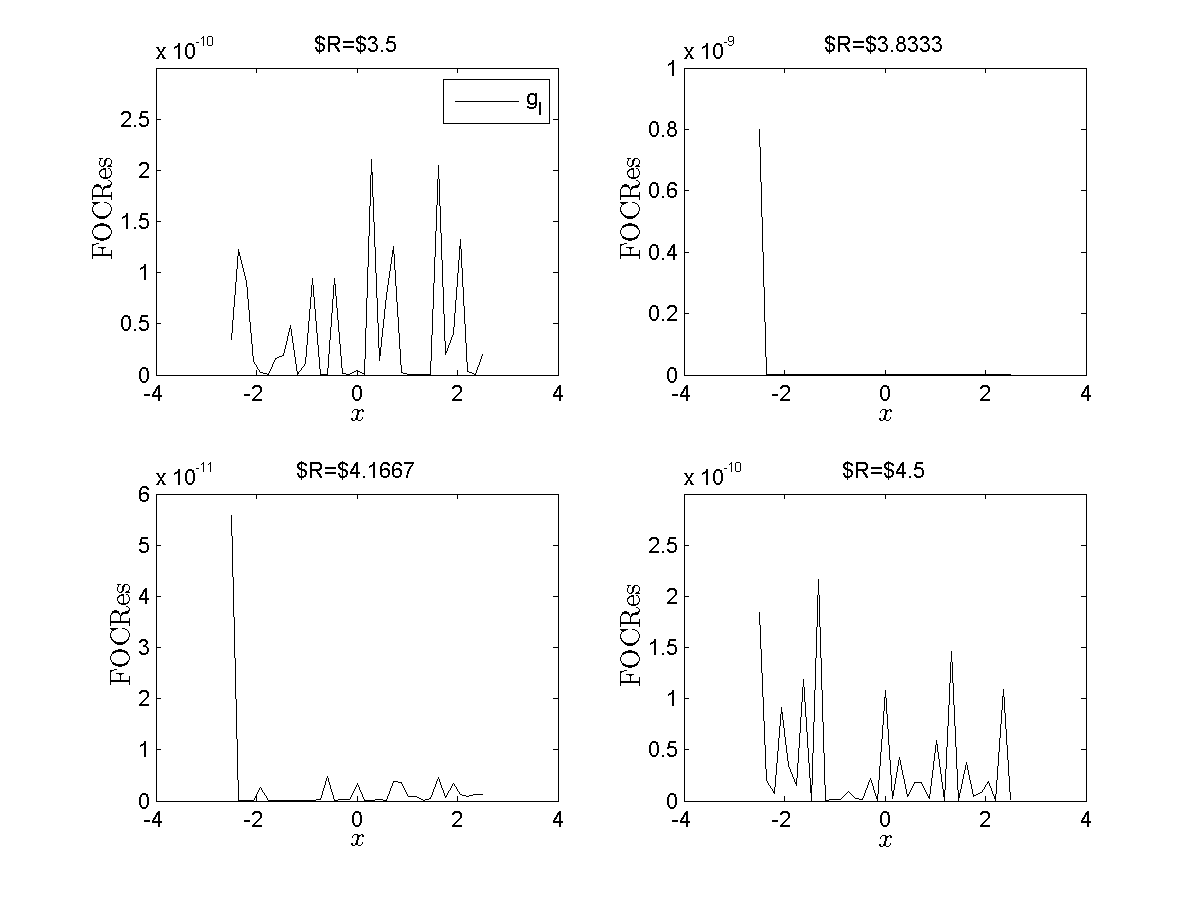 x 10^-10
$R=$3.5
2.5
2
1.5
1
0.5
0
-4 -2 0 2 4
FOCRes
x
g_l
x 10^-9
$R=$3.8333
1
0.8
0.6
0.4
0.2
0
-4 -2 0 2 4
FOCRes
x
x 10^-11
$R=$4.1667
6
5
4
3
2
1
0
-4 -2 0 2 4
FOCRes
x
x 10^-10
$R=$4.5
2.5
2
1.5
1
0.5
0
-4 -2 0 2 4
FOCRes
x